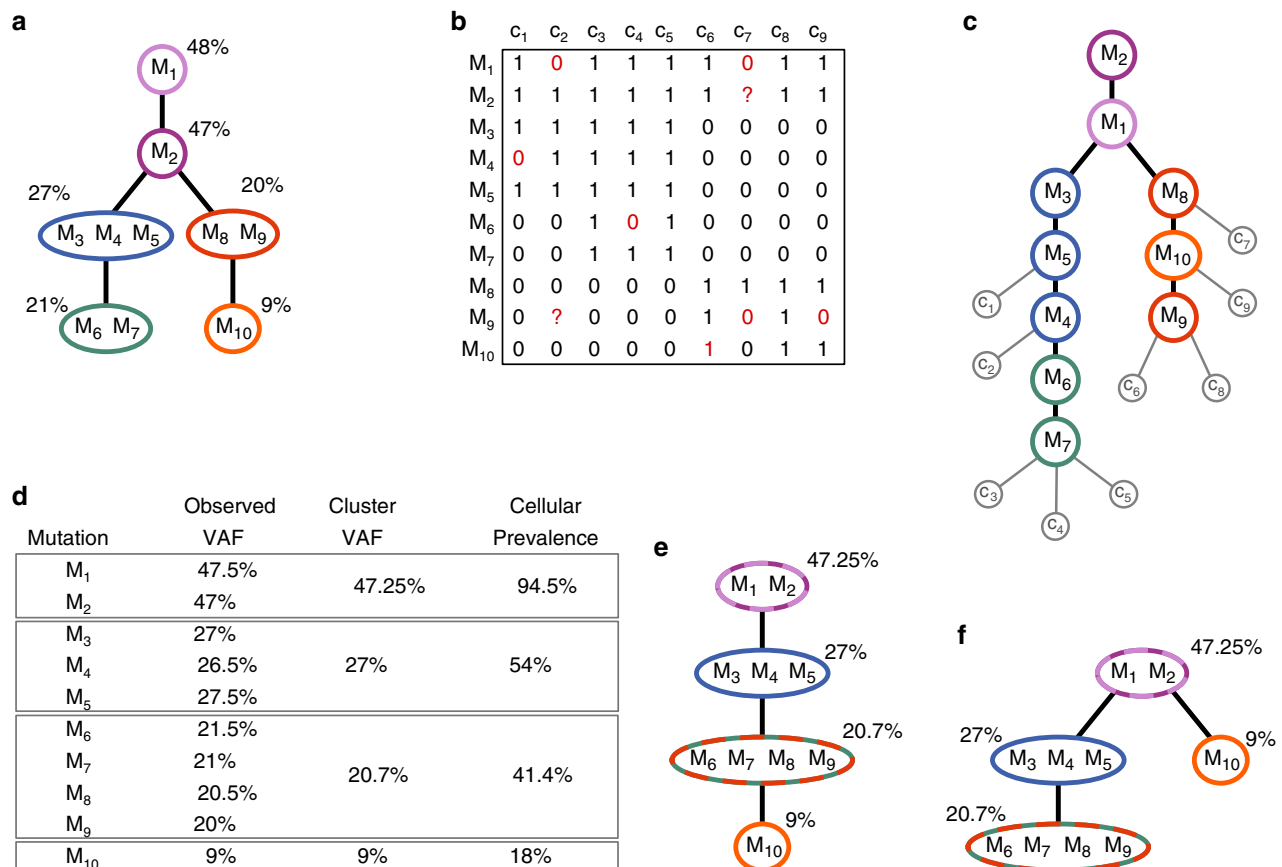 a
48%
M1
47%
M2
27%
20%
M3 M4 M5
M8 M9
21%
9%
M6 M7
M10
b
c1 c2 c3 c4 c5 c6 c7 c8 c9
M1 1 0 1 1 1 1 0 1 1
M2 1 1 1 1 1 1 ? 1 1
M3 1 1 1 1 1 0 0 0 0
M4 0 1 1 1 1 0 0 0 0
M5 1 1 1 1 1 0 0 0 0
M6 0 0 1 0 1 0 0 0 0
M7 0 0 1 1 1 0 0 0 0
M8 0 0 0 0 0 1 1 1 1
M9 0 ? 0 0 0 1 0 1 0
M10 0 0 0 0 0 1 0 1 1
c
M2
M1
M3 M8
c7
M5 M10
c1 c9
M4 M9
c2 c6 c8
M6
M7
c3 c5
c4
d
Observed Cluster Cellular
Mutation VAF VAF Prevalence
M1 47.5%
47.25% 94.5%
M2 47%
M3 27%
M4 26.5% 27% 54%
M5 27.5%
M6 21.5%
M7 21%
20.7% 41.4%
M8 20.5%
M9 20%
M10 9% 9% 18%
e
47.25%
M1 M2
27%
M3 M4 M5
20.7%
M6 M7 M8 M9
9%
M10
f
47.25%
M1 M2
27%
9%
M3 M4 M5
M10
20.7%
M6 M7 M8 M9